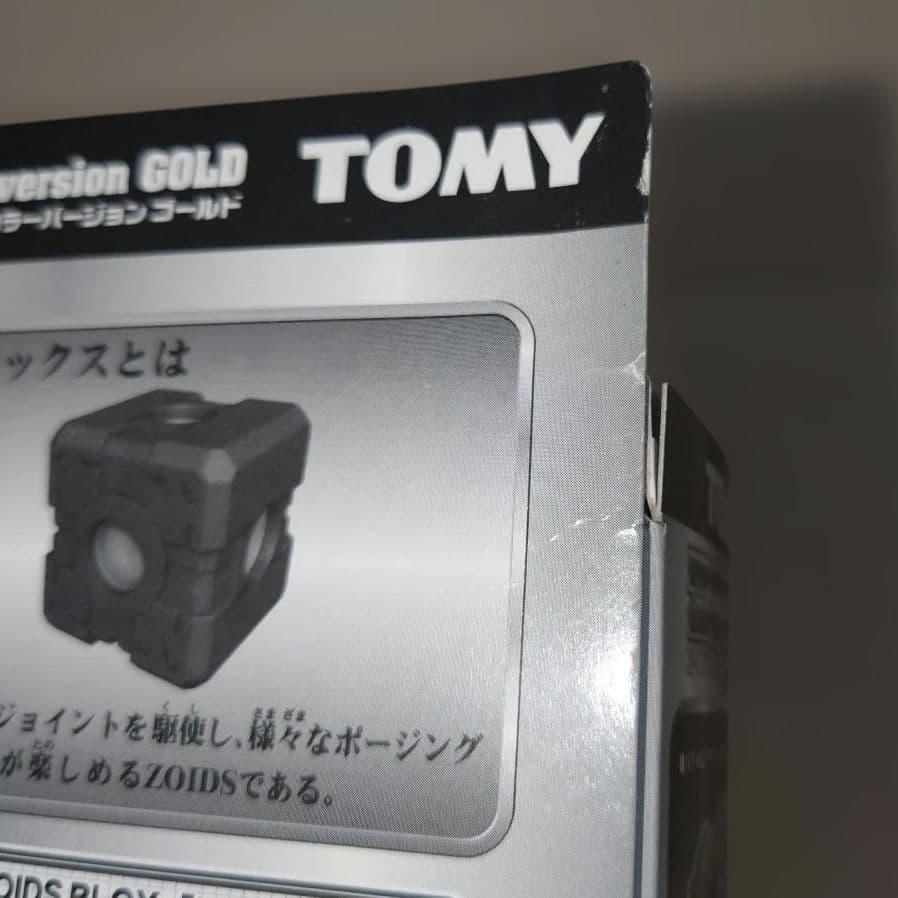 version GOLD
ラーバージョン ゴールド
TOMY
ックスとは
ジョイントを駆使し、様々なポージング
が楽しめるZOIDSである。
OIDS BLOX